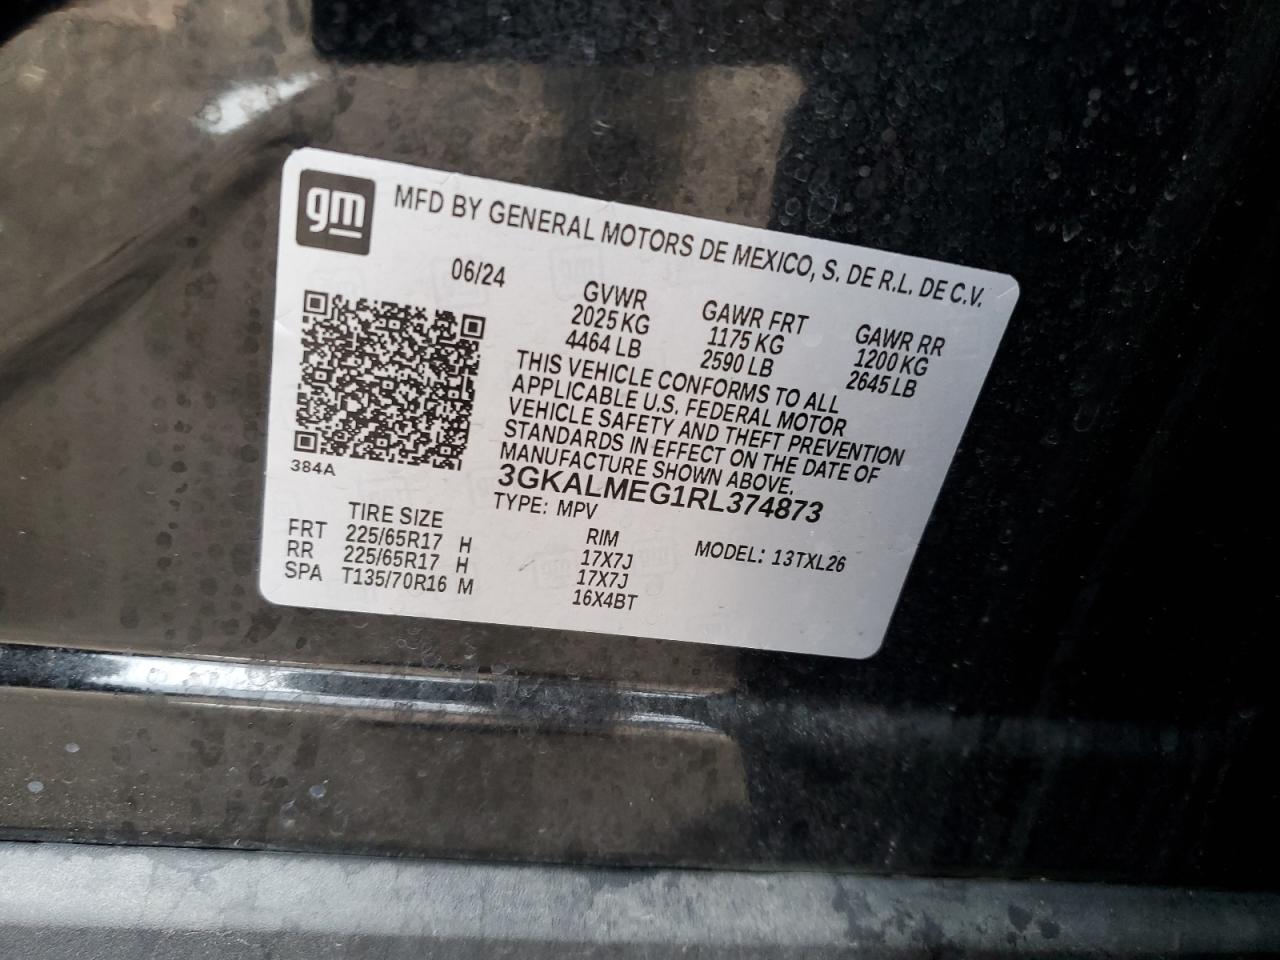 gm MFD BY GENERAL MOTORS DE MEXICO, S. DE R.L. DE C.V.
06/24 GVWR GAWR FRT GAWR RR
2025 KG 1175 KG 1200 KG
4464 LB 2590 LB 2645 LB
THIS VEHICLE CONFORMS TO ALL
APPLICABLE U.S. FEDERAL MOTOR
VEHICLE SAFETY AND THEFT PREVENTION
STANDARDS IN EFFECT ON THE DATE OF
MANUFACTURE SHOWN ABOVE.
384A 3GKALMEG1RL374873
TYPE: MPV MODEL: 13TXL26
TIRE SIZE RIM
FRT 225/65R17 H 17X7J
RR 225/65R17 H 17X7J
SPA T135/70R16 M 16X4BT